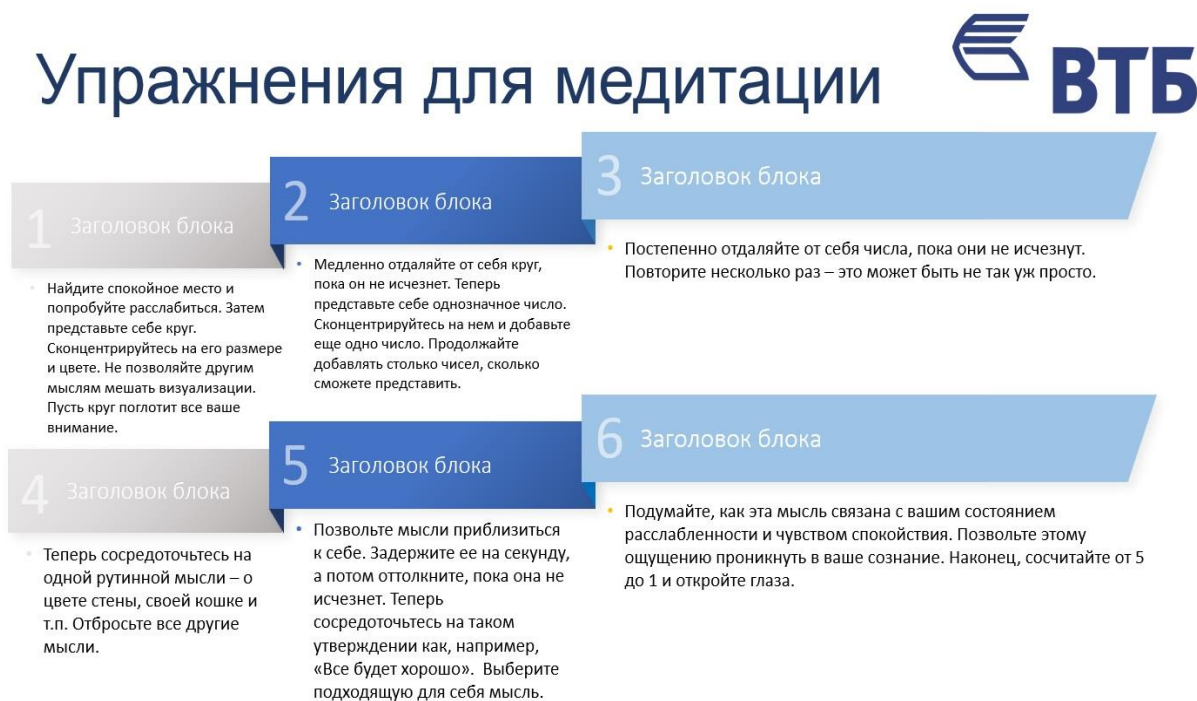 Упражнения для медитации
ВТБ
1 Заголовок блока
• Найдите спокойное место и
попробуйте расслабиться. Затем
представьте себе круг.
Сконцентрируйтесь на его размере
и цвете. Не позволяйте другим
мыслям мешать визуализации.
Пусть круг поглотит все ваше
внимание.
2 Заголовок блока
• Медленно отдаляйте от себя круг,
пока он не исчезнет. Теперь
представьте себе однозначное число.
Сконцентрируйтесь на нем и добавьте
еще одно число. Продолжайте
добавлять столько чисел, сколько
сможете представить.
3 Заголовок блока
• Постепенно отдаляйте от себя числа, пока они не исчезнут.
Повторите несколько раз – это может быть не так уж просто.
4 Заголовок блока
• Теперь сосредоточьтесь на
одной рутинной мысли – о
цвете стены, своей кошке и
т.п. Отбросьте все другие
мысли.
5 Заголовок блока
• Позвольте мысли приблизиться
к себе. Задержите ее на секунду,
а потом оттолкните, пока она не
исчезнет. Теперь
сосредоточьтесь на таком
утверждении как, например,
«Все будет хорошо».  Выберите
подходящую для себя мысль.
6 Заголовок блока
• Подумайте, как эта мысль связана с вашим состоянием
расслабленности и чувством спокойствия. Позвольте этому
ощущению проникнуть в ваше сознание. Наконец, сосчитайте от 5
до 1 и откройте глаза.